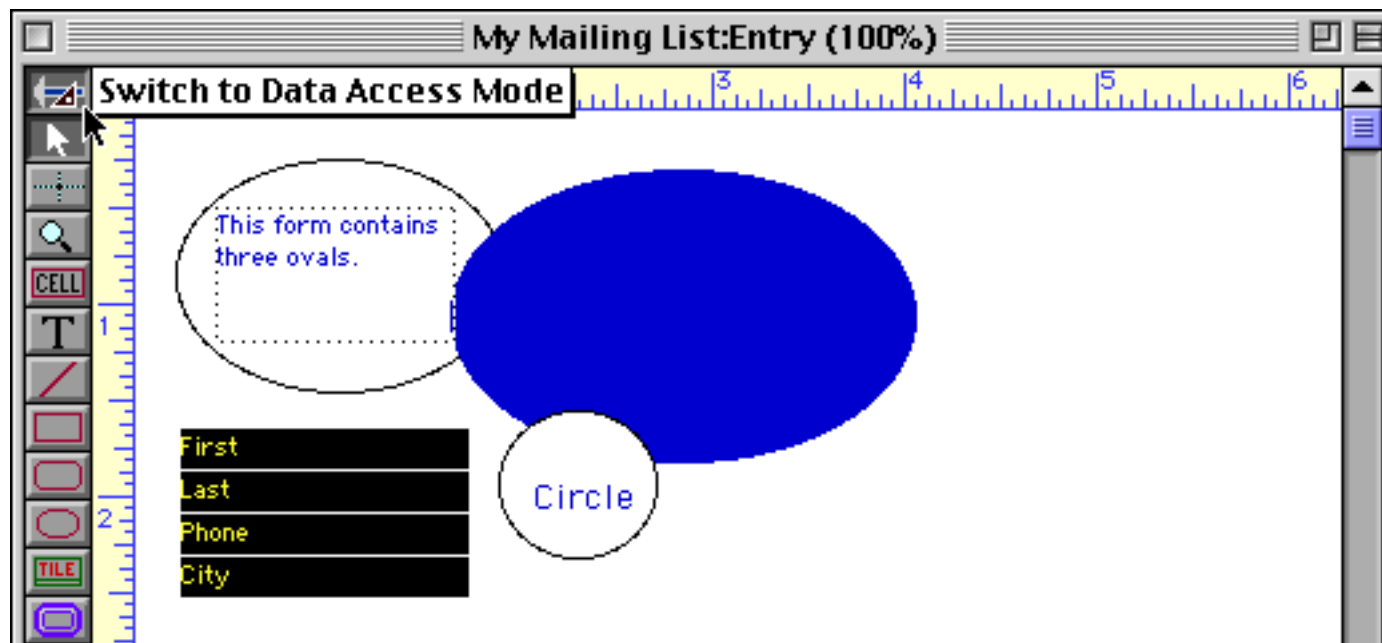 My Mailing List:Entry (100%)
Switch to Data Access Mode
3 4 5 6
This form contains
three ovals.
CELL
T
1
First
Last
Circle
2
Phone
TILE
City